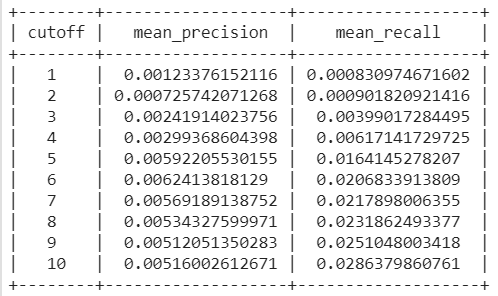 +--------+-------------------+-------------------+
| cutoff |   mean_precision  |    mean_recall    |
+--------+-------------------+-------------------+
|   1    |  0.00123376152116 | 0.000830974671602 |
|   2    | 0.000725742071268 | 0.000901820921416 |
|   3    |  0.00241914023756 |  0.00399017284495 |
|   4    |  0.00299368604398 |  0.00617141729725 |
|   5    |  0.00592205530155 |  0.0164145278207  |
|   6    |  0.0062413818129  |  0.0206833913809  |
|   7    |  0.00569189138752 |  0.0217898006355  |
|   8    |  0.00534327599971 |  0.0231862493377  |
|   9    |  0.00512051350283 |  0.0251048003418  |
|   10   |  0.00516002612671 |  0.0286379860761  |
+--------+-------------------+-------------------+